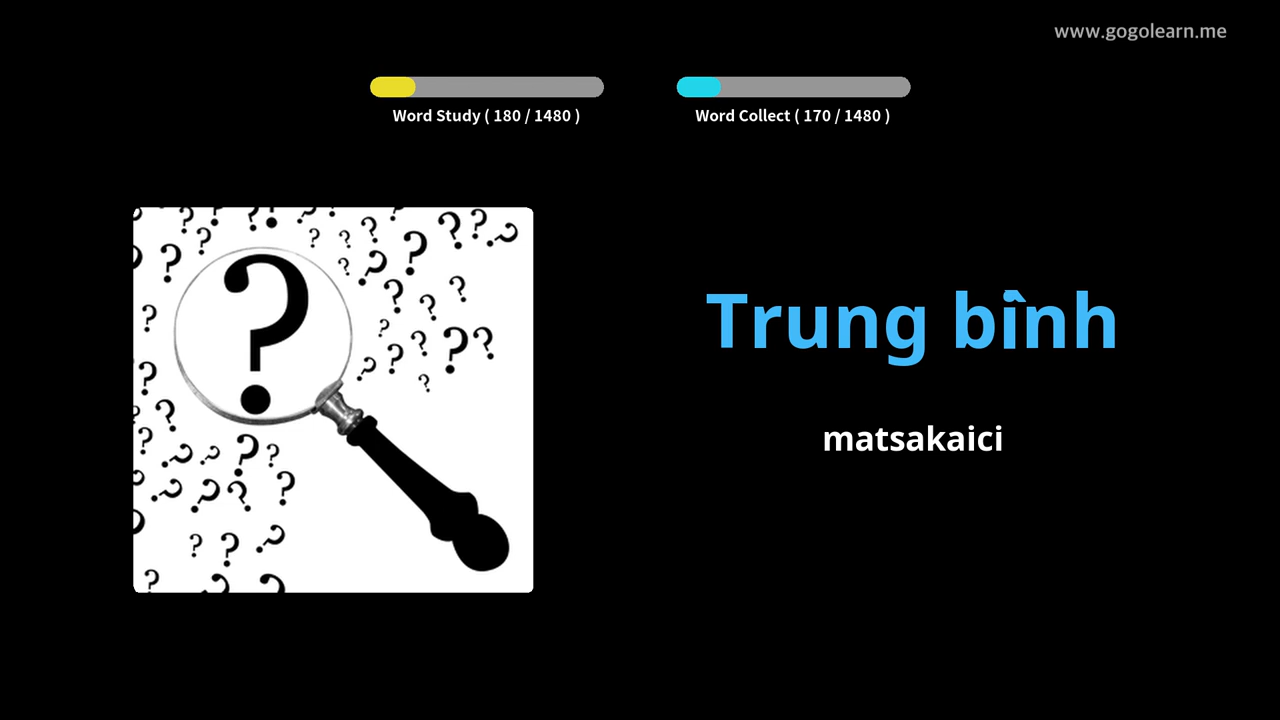 www.gogolearn.me
Word Study ( 180 / 1480 )
Word Collect ( 170 / 1480 )
Trung bình
matsakaici